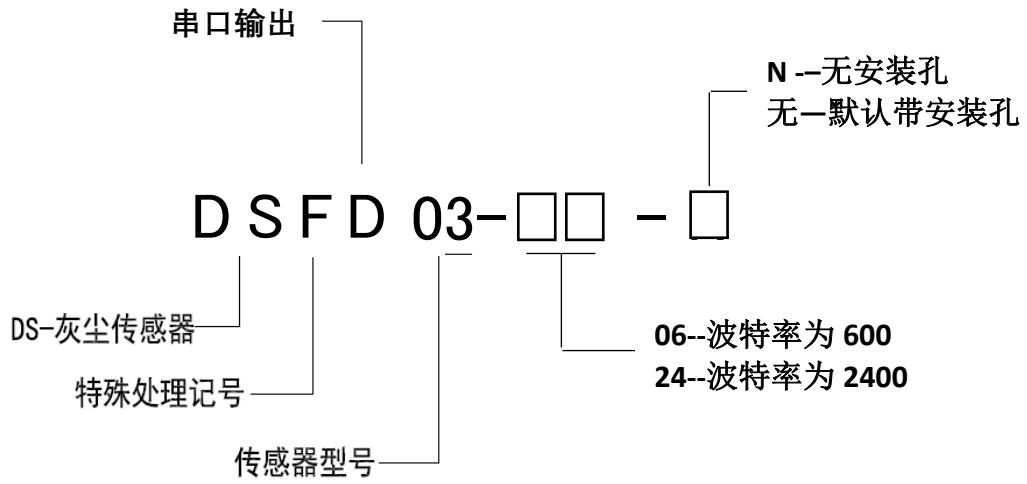 串口输出
N -–无安装孔
无—默认带安装孔
DSFD 03-□□ - □
DS-灰尘传感器
06--波特率为 600
24--波特率为 2400
特殊处理记号
传感器型号